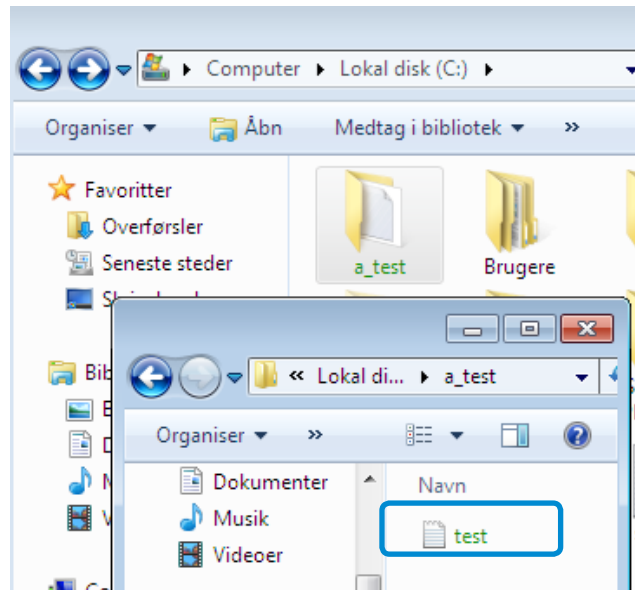 Computer Lokal disk (C:)
Organiser Åbn Medtag i bibliotek »
Favoritter
Overførsler
Seneste steder
a_test Brugere
« Lokal di... a_test
Organiser »
Dokumenter
Musik
Videoer
Navn
test